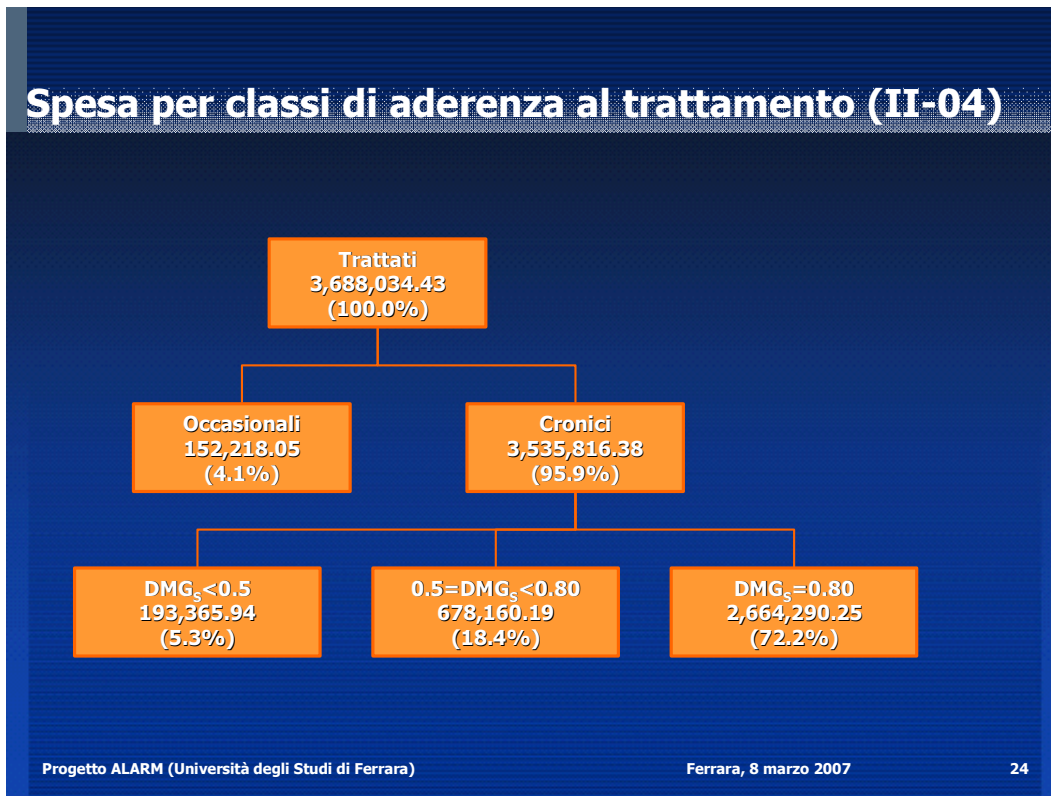 Spesa per classi di aderenza al trattamento (II-04)
Trattati
3,688,034.43
(100.0%)
Occasionali
152,218.05
(4.1%)
Cronici
3,535,816.38
(95.9%)
DMGS<0.5
193,365.94
(5.3%)
0.5=DMGS<0.80
678,160.19
(18.4%)
DMGS=0.80
2,664,290.25
(72.2%)
Progetto ALARM (Università degli Studi di Ferrara) Ferrara, 8 marzo 2007 24